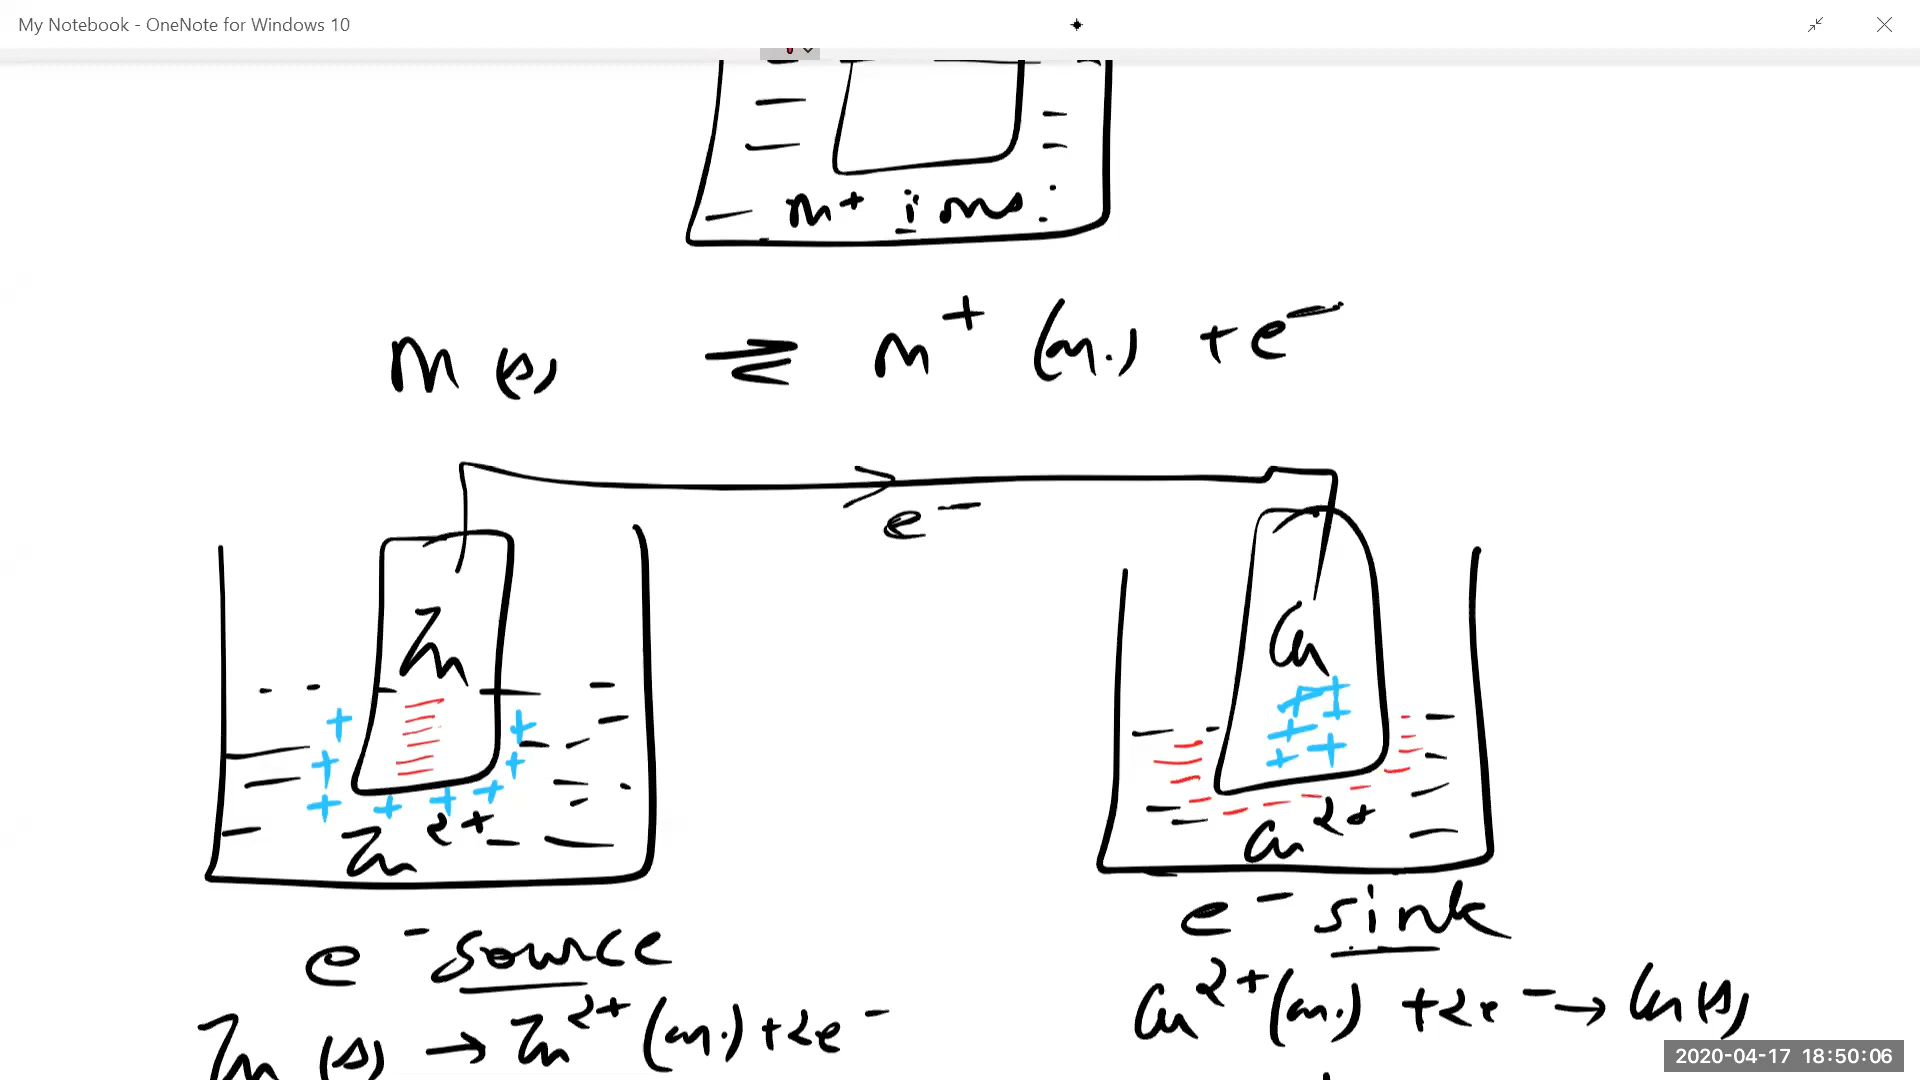 My Notebook - OneNote for Windows 10
M⁺ ions
M (s) ⇌ M⁺ (aq.) + e⁻
e⁻
Zn
Cu
Zn²⁺
Cu²⁺
e⁻ source
e⁻ sink
Zn (s) → Zn²⁺ (aq.) + 2e⁻
Cu²⁺ (aq.) + 2e⁻ → Cu(s)
2020-04-17 18:50:06